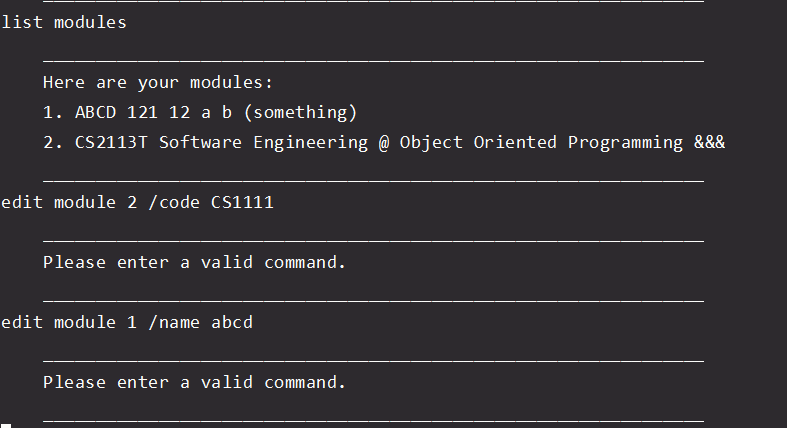 list modules
Here are your modules:
1. ABCD 121 12 a b (something)
2. CS2113T Software Engineering @ Object Oriented Programming &&&
edit module 2 /code CS1111
Please enter a valid command.
edit module 1 /name abcd
Please enter a valid command.